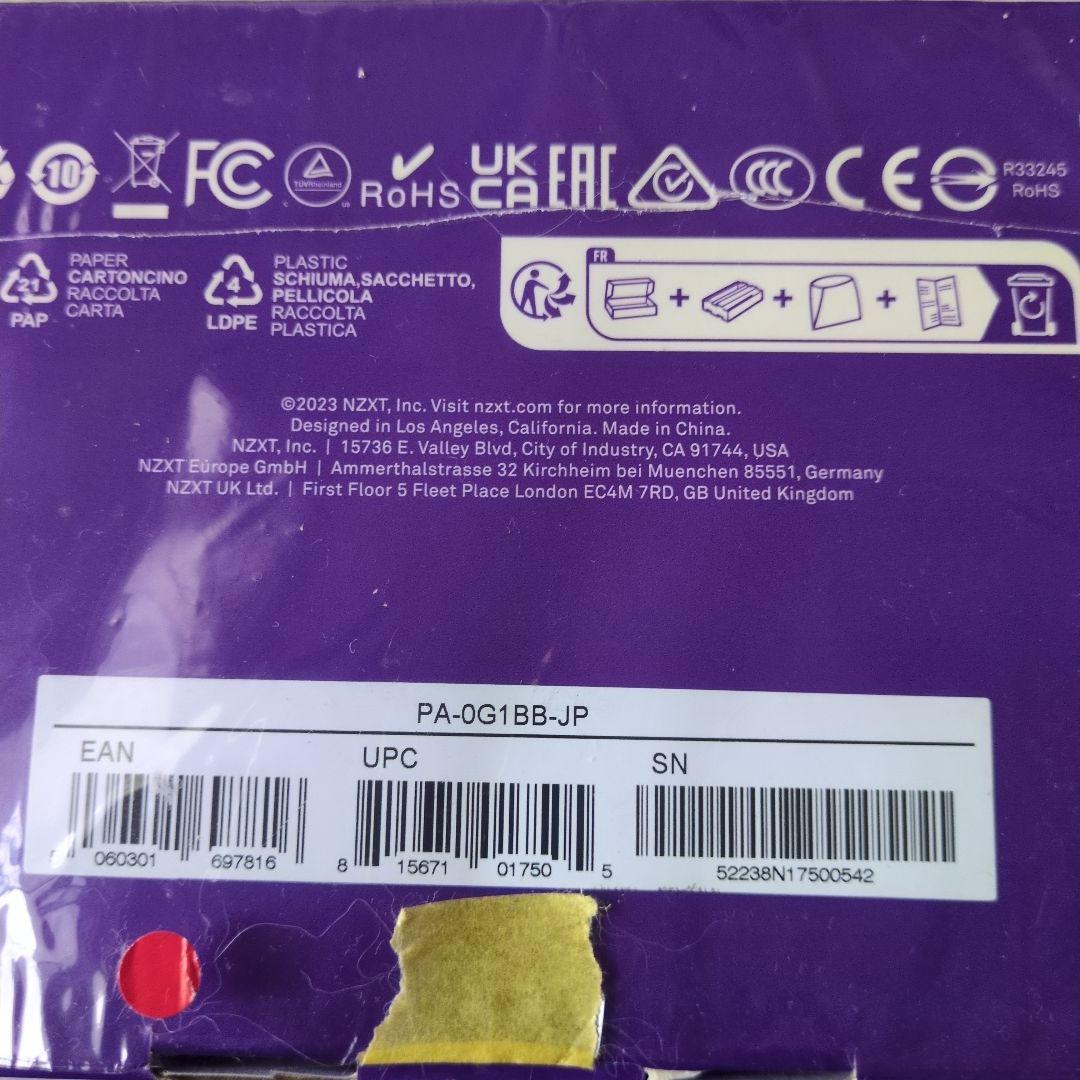 10
FC
TÜVRheinland
US
RoHS
UK
CA
EAC
CCC
CE
R33245
RoHS
21
PAP
PAPER
CARTONCINO
RACCOLTA
CARTA
4
LDPE
PLASTIC
SCHIUMA,SACCHETTO,
PELLICOLA
RACCOLTA
PLASTICA
FR
+ + +
©2023 NZXT, Inc. Visit nzxt.com for more information.
Designed in Los Angeles, California. Made in China.
NZXT, Inc. | 15736 E. Valley Blvd, City of Industry, CA 91744, USA
NZXT Europe GmbH | Ammerthalstrasse 32 Kirchheim bei Muenchen 85551, Germany
NZXT UK Ltd. | First Floor 5 Fleet Place London EC4M 7RD, GB United Kingdom
PA-0G1BB-JP
EAN UPC SN
060301 697816
8 15671 01750 5
52238N17500542